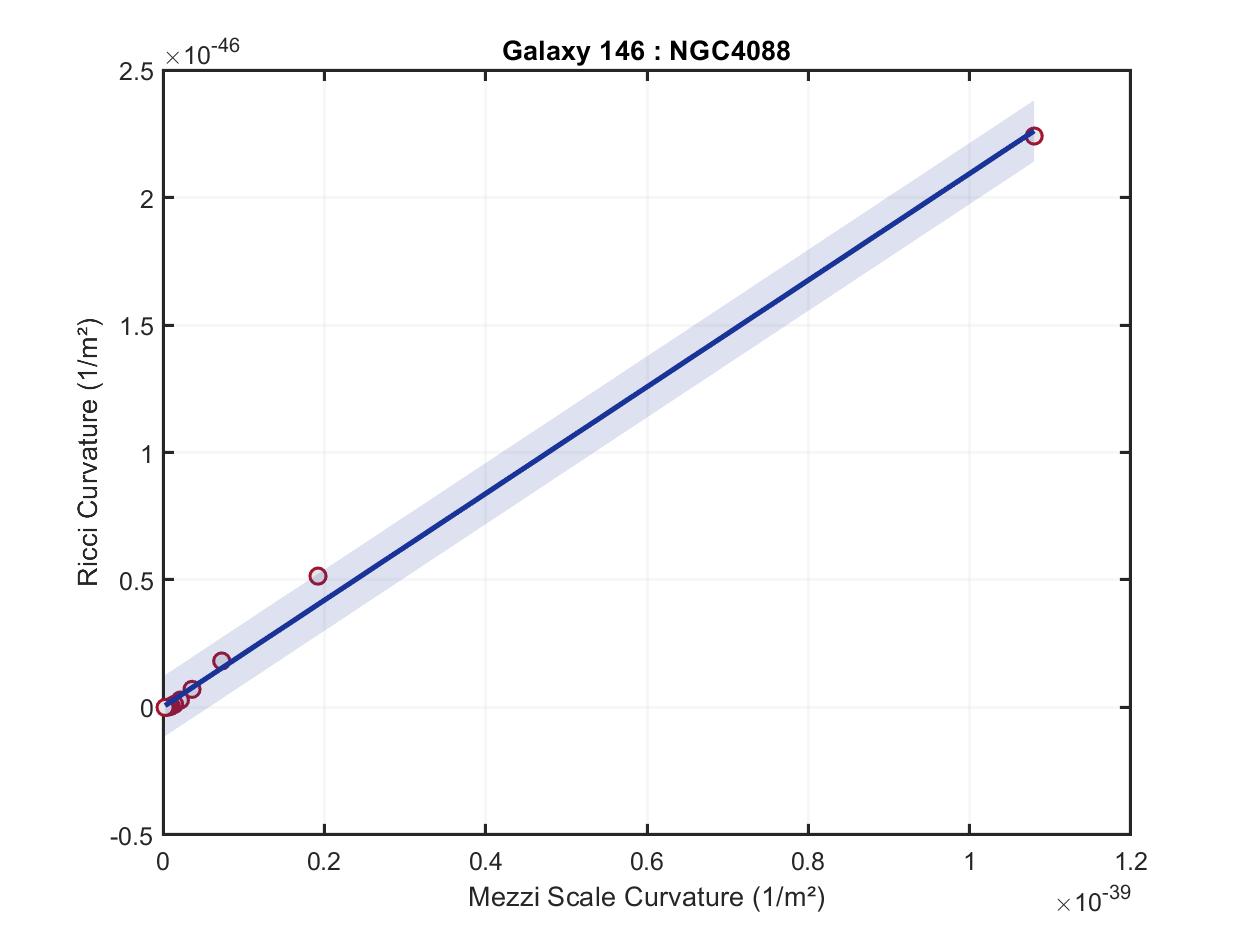 Galaxy 146 : NGC4088
×10-46
2.5
2
1.5
1
0.5
0
-0.5
Ricci Curvature (1/m²)
0 0.2 0.4 0.6 0.8 1 1.2
Mezzi Scale Curvature (1/m²)
×10-39